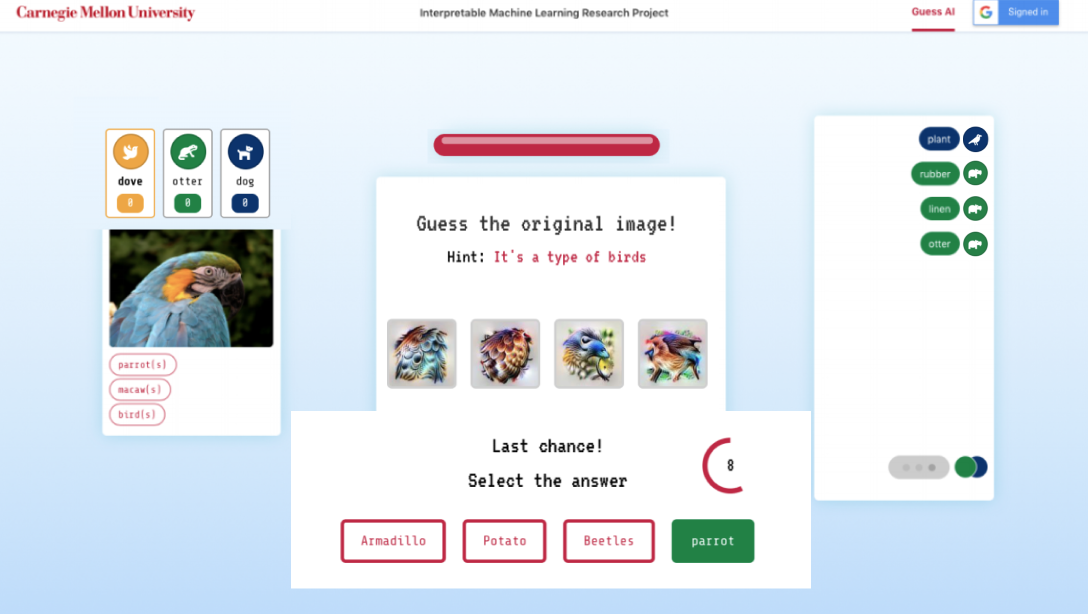 Carnegie Mellon University
Interpretable Machine Learning Research Project
Guess AI
Signed in
dove
0
otter
0
dog
0
parrot(s)
macaw(s)
bird(s)
Guess the original image!
Hint: It's a type of birds
Last chance!
Select the answer
8
Armadillo
Potato
Beetles
parrot
plant
rubber
linen
otter